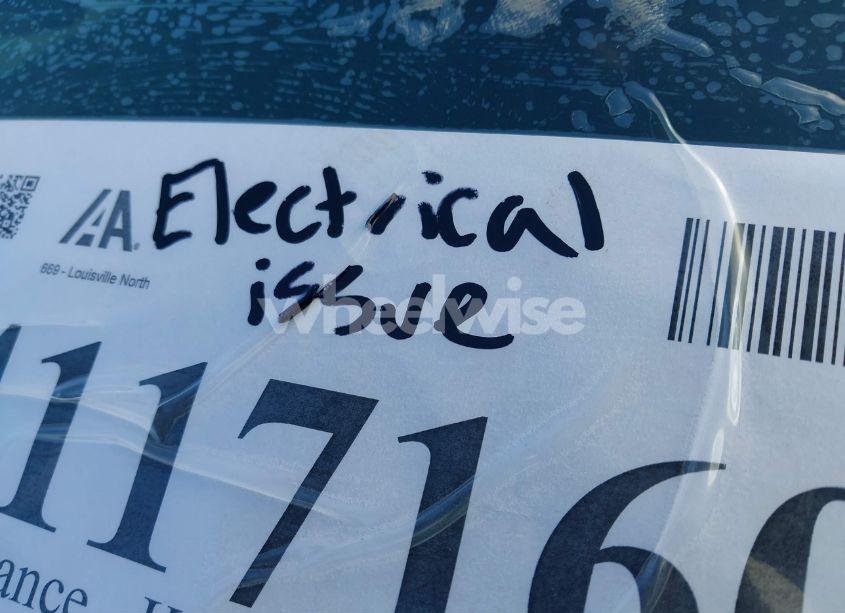 Electrical
IAA
669 - Louisville North
issue
wheelwise
117160
ance